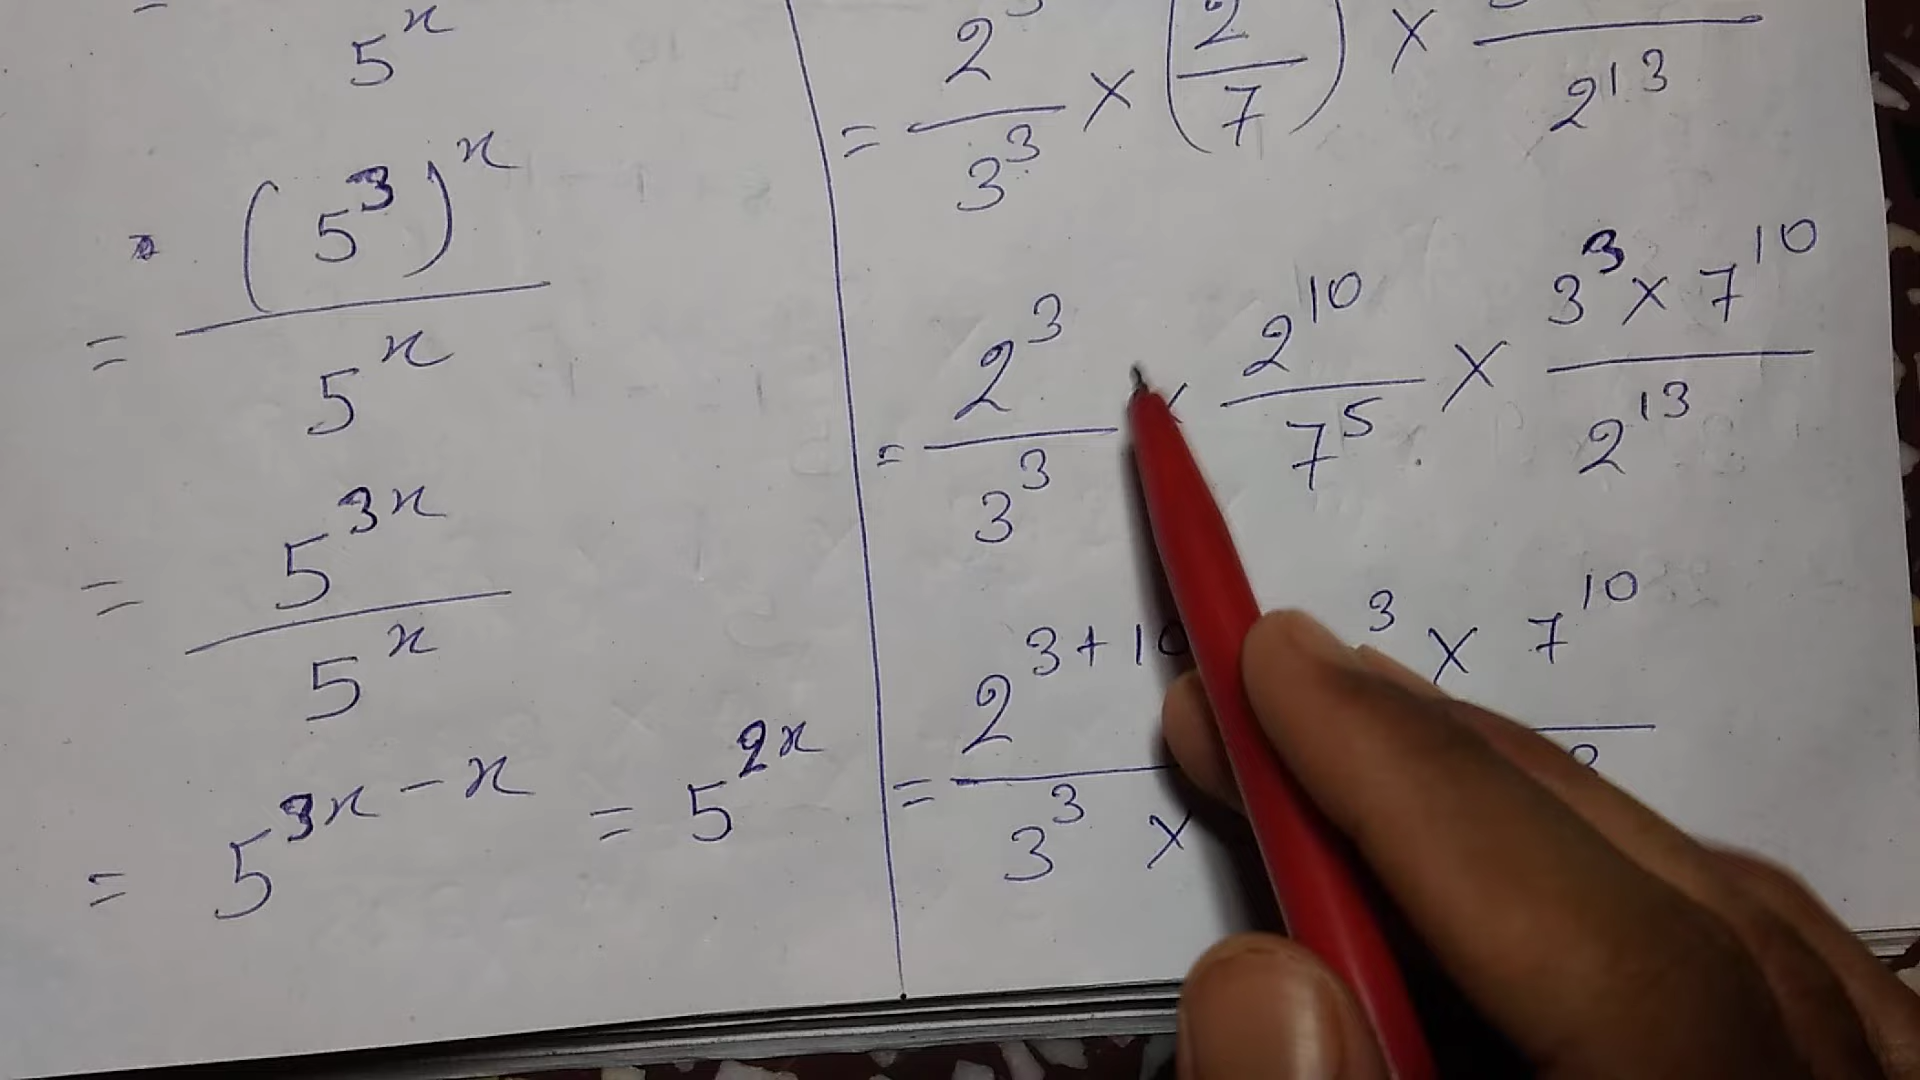 5^x
= (5^3)^x / 5^x
= 5^{3x} / 5^x
= 5^{3x-x} = 5^{2x}
= 2 / 3^3 × (2/7) × / 2^{13}
= 2^3 / 3^3 × 2^{10} / 7^5 × 3^3 × 7^{10} / 2^{13}
= 2^{3+10} 3 × 7^{10} / 3^3 ×